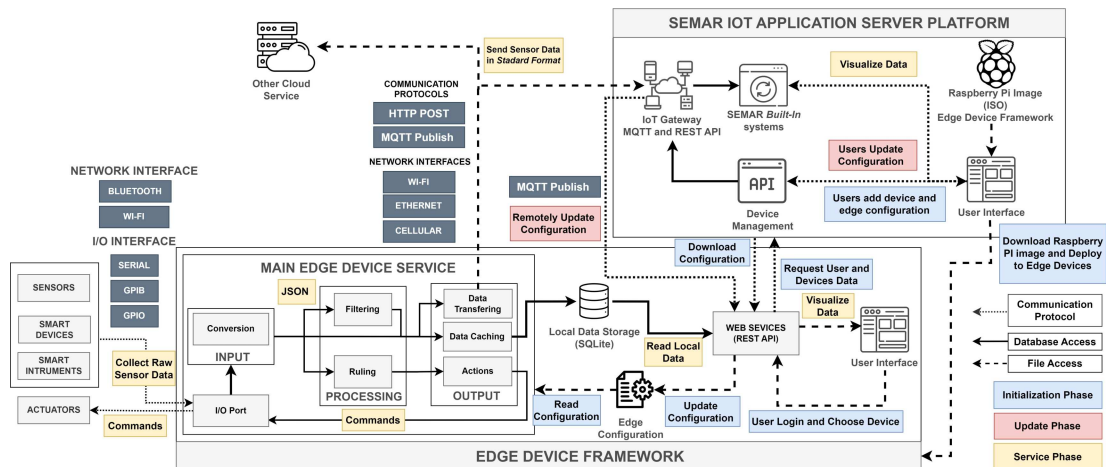 SEMAR IOT APPLICATION SERVER PLATFORM
Other Cloud
Service
Send Sensor Data
in Stadard Format
COMMUNICATION
PROTOCOLS
HTTP POST
MQTT Publish
NETWORK INTERFACES
WI-FI
ETHERNET
CELLULAR
IoT Gateway
MQTT and REST API
SEMAR Built-In
systems
Visualize Data
Raspberry Pi Image
(ISO)
Edge Device Framework
Users Update
Configuration
API
Device
Management
Users add device and
edge configuration
User Interface
MQTT Publish
Remotely Update
Configuration
NETWORK INTERFACE
BLUETOOTH
WI-FI
I/O INTERFACE
SERIAL
GPIB
GPIO
SENSORS
SMART
DEVICES
SMART
INTRUMENTS
ACTUATORS
Collect Raw
Sensor Data
Commands
MAIN EDGE DEVICE SERVICE
JSON
Conversion
INPUT
I/O Port
Filtering
Ruling
PROCESSING
Data
Transfering
Data Caching
Actions
OUTPUT
Commands
Local Data Storage
(SQLite)
Read Local
Data
Download
Configuration
Request User and
Devices Data
WEB SEVICES
(REST API)
Visualize
Data
User Interface
Read
Configuration
Edge
Configuration
Update
Configuration
User Login and Choose Device
EDGE DEVICE FRAMEWORK
Download Raspberry
PI image and Deploy
to Edge Devices
Communication
Protocol
Database Access
File Access
Initialization Phase
Update Phase
Service Phase